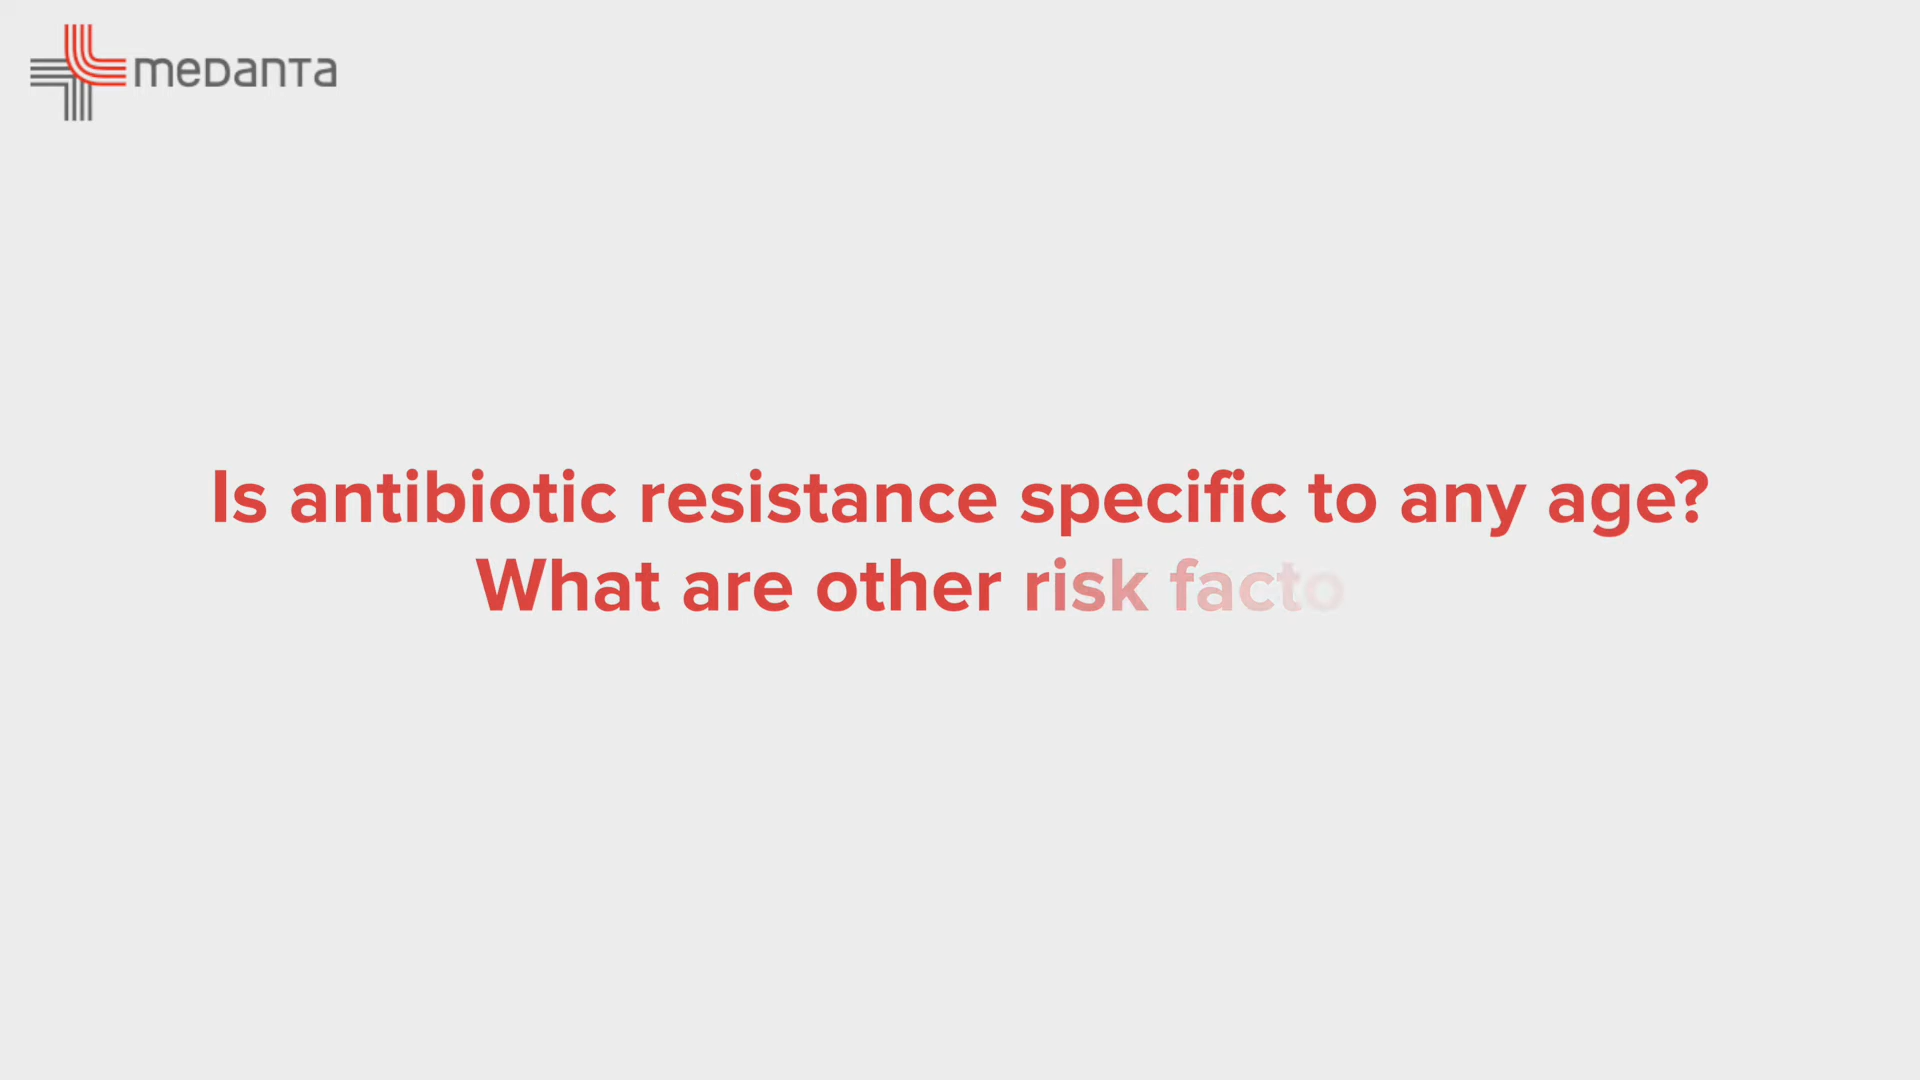 meDanTa
Is antibiotic resistance specific to any age?
What are other risk facto